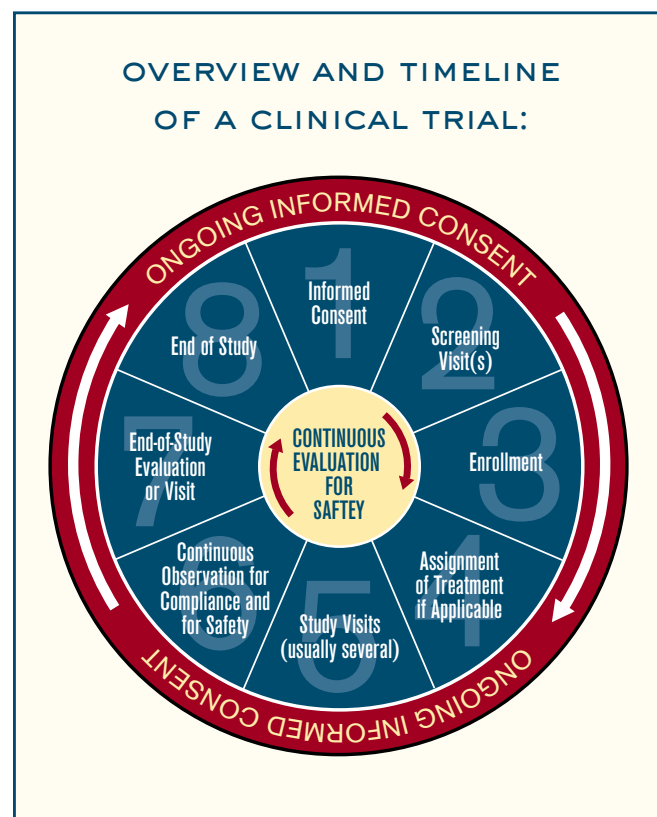 OVERVIEW AND TIMELINE
OF A CLINICAL TRIAL:
ONGOING INFORMED CONSENT
1
Informed
Consent
2
Screening
Visit(s)
3
Enrollment
4
Assignment
of Treatment
if Applicable
5
Study Visits
(usually several)
6
Continuous
Observation for
Compliance and
for Safety
7
End-of-Study
Evaluation
or Visit
8
End of Study
CONTINUOUS
EVALUATION
FOR
SAFTEY
ONGOING INFORMED CONSENT